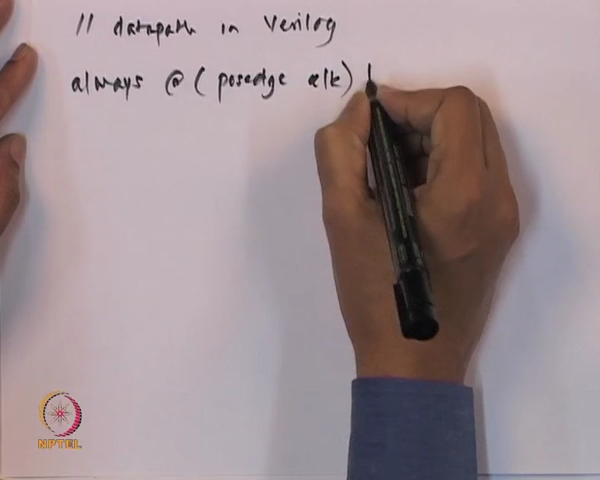 // datapath in Verilog
always @ (posedge clk)
NPTEL